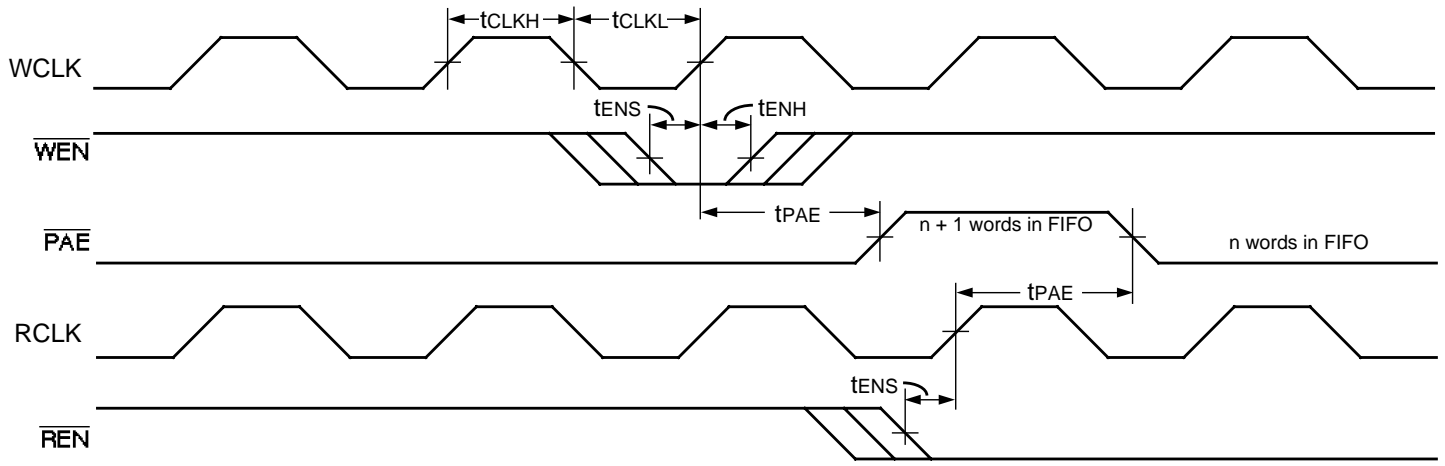 tCLKH
tCLKL
WCLK
tENS
tENH
WEN
tPAE
PAE
n + 1 words in FIFO
n words in FIFO
tPAE
RCLK
tENS
REN